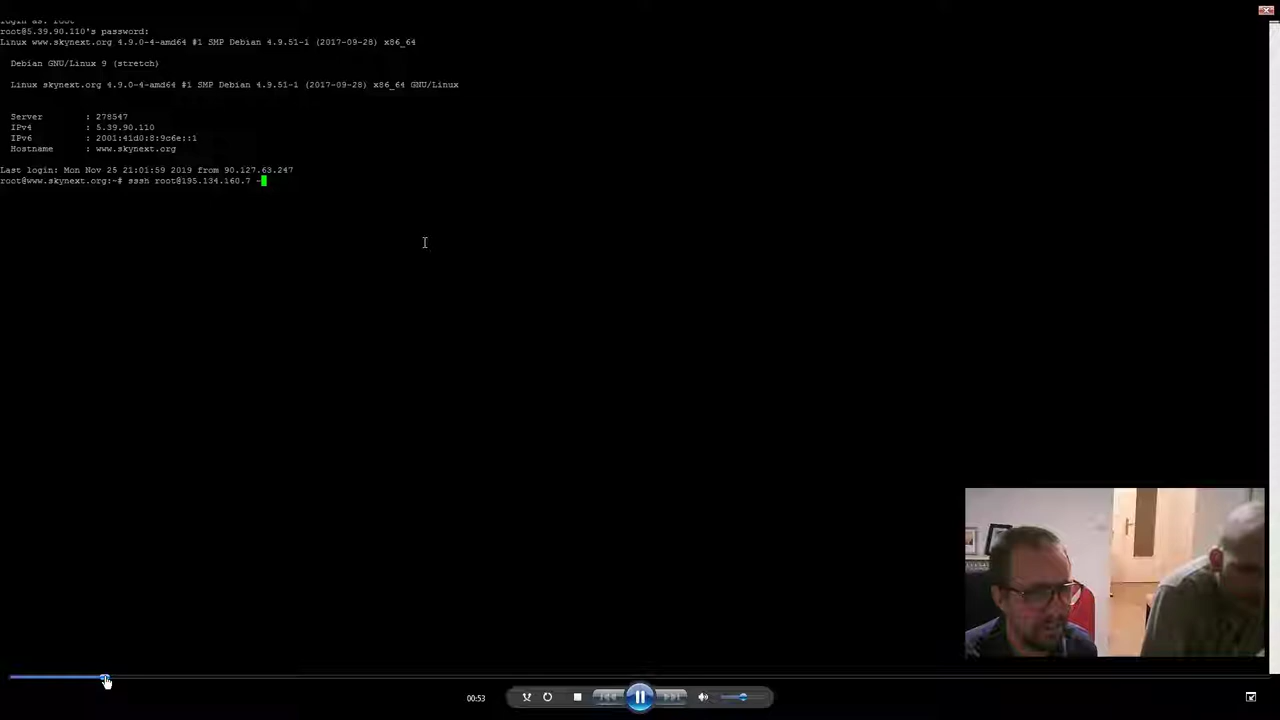 login as: root
root@5.39.90.110's password:
Linux www.skynext.org 4.9.0-4-amd64 #1 SMP Debian 4.9.51-1 (2017-09-28) x86_64
Debian GNU/Linux 9 (stretch)
Linux skynext.org 4.9.0-4-amd64 #1 SMP Debian 4.9.51-1 (2017-09-28) x86_64 GNU/Linux
Server : 278547
IPv4 : 5.39.90.110
IPv6 : 2001:41d0:8:9c6e::1
Hostname : www.skynext.org
Last login: Mon Nov 25 21:01:59 2019 from 90.127.63.247
root@www.skynext.org:~# sssh root@195.134.160.7 -
00:53